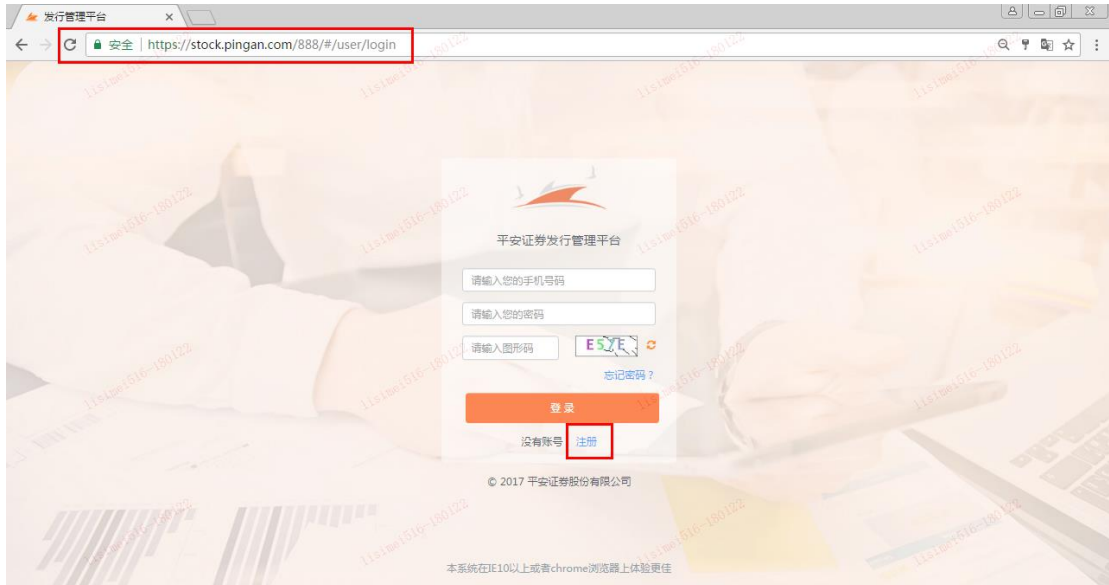 发行管理平台
安全 | https://stock.pingan.com/888/#/user/login
平安证券发行管理平台
请输入您的手机号码
请输入您的密码
请输入图形码
忘记密码？
登录
没有账号 注册
© 2017 平安证券股份有限公司
本系统在IE10以上或者chrome浏览器上体验更佳